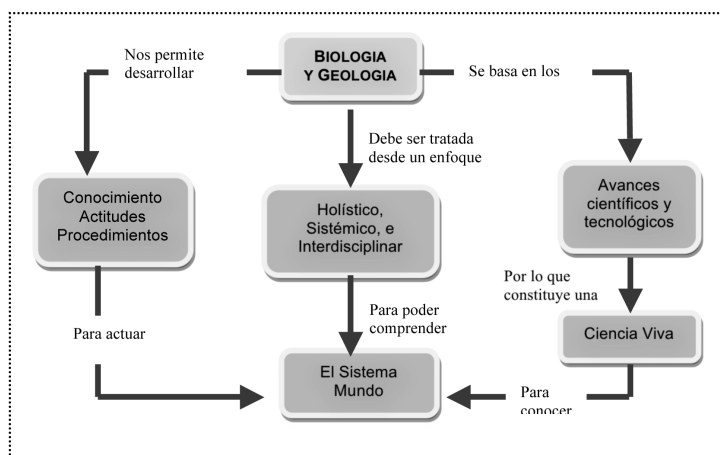 BIOLOGIA
Y GEOLOGIA
Nos permite
desarrollar
Se basa en los
Debe ser tratada
desde un enfoque
Conocimiento
Actitudes
Procedimientos
Holístico,
Sistémico, e
Interdisciplinar
Avances
científicos y
tecnológicos
Por lo que
constituye una
Para actuar
Para poder
comprender
Ciencia Viva
El Sistema
Mundo
Para
conocer